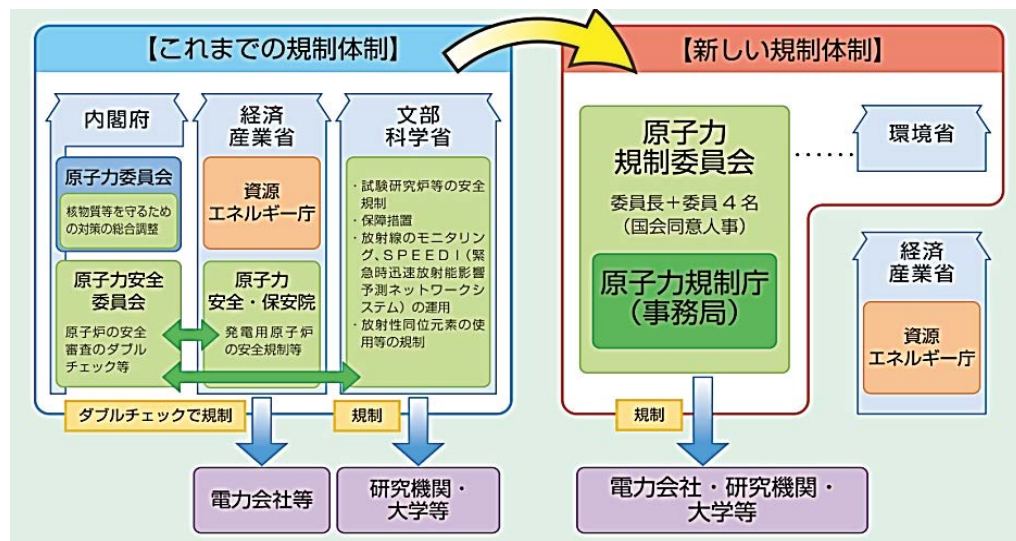 【これまでの規制体制】
内閣府
原子力委員会
核物質等を守るため
の対策の総合調整
原子力安全
委員会
原子炉の安全
審査のダブル
チェック等
経済
産業省
資源
エネルギー庁
原子力
安全・保安院
発電用原子炉
の安全規制等
文部
科学省
・試験研究炉等の安全
規制
・保障措置
・放射線のモニタリン
グ、SPEEDI(緊
急時迅速放射能影響
予測ネットワークシ
ステム)の運用
・放射性同位元素の使
用等の規制
ダブルチェックで規制
規制
電力会社等
研究機関・
大学等
【新しい規制体制】
原子力
規制委員会
委員長+委員4名
(国会同意人事)
原子力規制庁
(事務局)
環境省
経済
産業省
資源
エネルギー庁
規制
電力会社・研究機関・
大学等